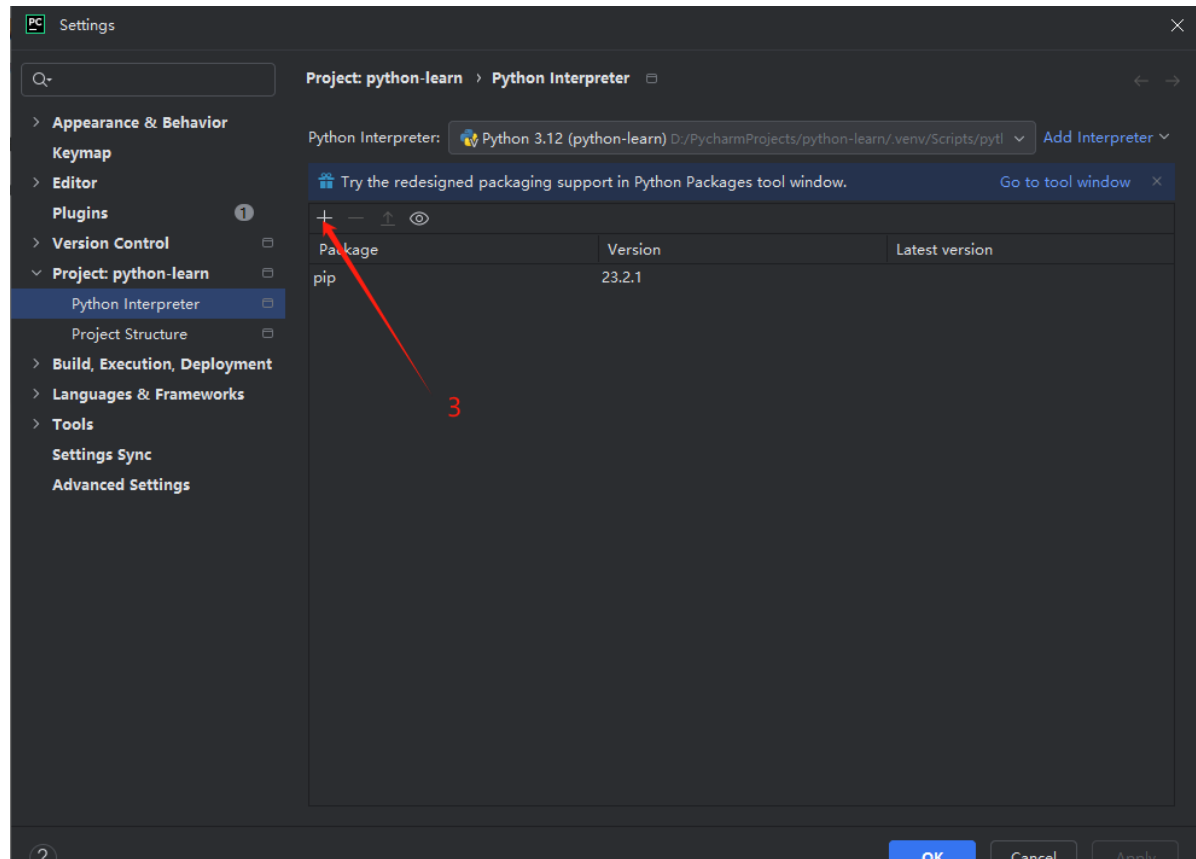 PC Settings
Project: python-learn › Python Interpreter
Appearance & Behavior
Keymap
Editor
Plugins 1
Version Control
Project: python-learn
Python Interpreter
Project Structure
Build, Execution, Deployment
Languages & Frameworks
Tools
Settings Sync
Advanced Settings
Python Interpreter: Python 3.12 (python-learn) D:/PycharmProjects/python-learn/.venv/Scripts/pyt Add Interpreter
Try the redesigned packaging support in Python Packages tool window. Go to tool window
Package Version Latest version
pip 23.2.1
3
? OK Cancel Apply